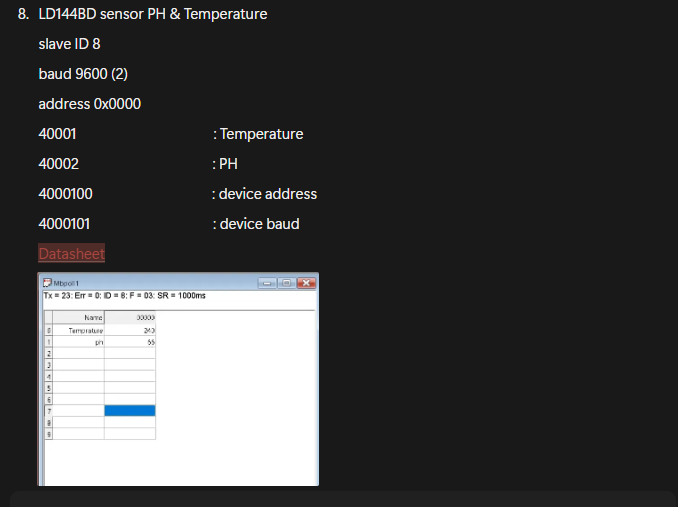 8. LD144BD sensor PH & Temperature
slave ID 8
baud 9600 (2)
address 0x0000
40001 : Temperature
40002 : PH
4000100 : device address
4000101 : device baud
Datasheet
Mbpoll1
Tx = 23: Err = 0: ID = 8: F = 03: SR = 1000ms
Name 00000
0 Temprature 240
1 ph 55
2
3
4
5
6
7
8
9